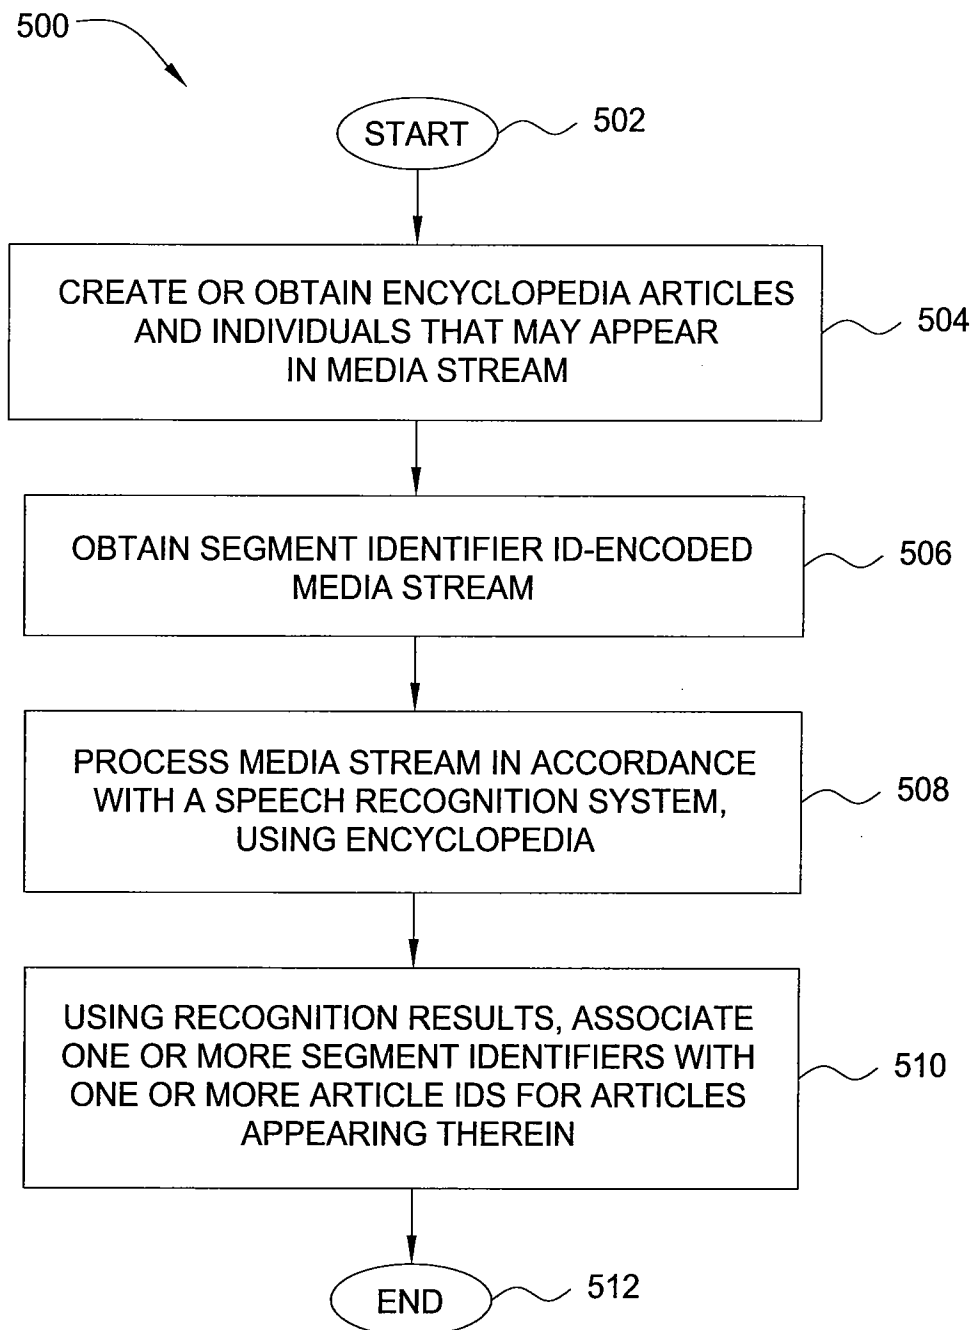 500
START
502
CREATE OR OBTAIN ENCYCLOPEDIA ARTICLES
AND INDIVIDUALS THAT MAY APPEAR
IN MEDIA STREAM
504
OBTAIN SEGMENT IDENTIFIER ID-ENCODED
MEDIA STREAM
506
PROCESS MEDIA STREAM IN ACCORDANCE
WITH A SPEECH RECOGNITION SYSTEM,
USING ENCYCLOPEDIA
508
USING RECOGNITION RESULTS, ASSOCIATE
ONE OR MORE SEGMENT IDENTIFIERS WITH
ONE OR MORE ARTICLE IDS FOR ARTICLES
APPEARING THEREIN
510
END
512